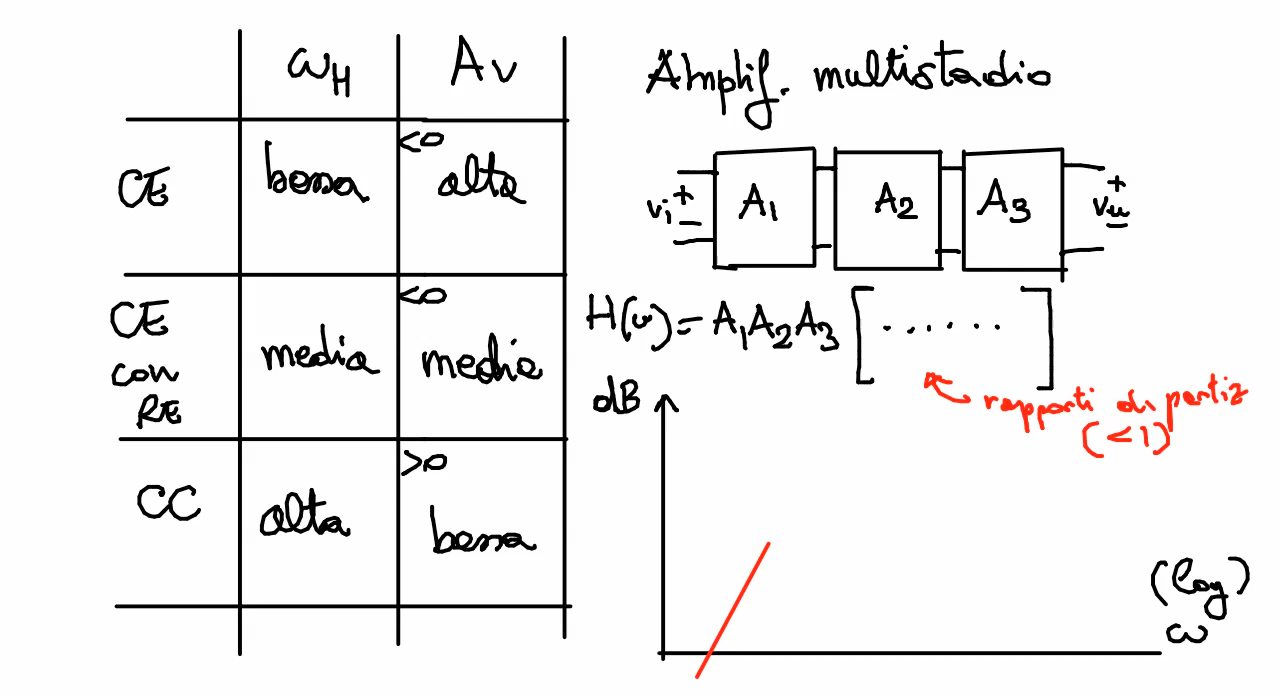 ωH AV
CE bassa <0 alta
CE con RE media <0 media
CC alta >0 bassa
Amplif. multistadio
vi + − A1 A2 A3 + vu −
H(ω) = A1A2A3 [ . . . . . . ]
rapporti di partiz
(<1)
dB
(log)
ω